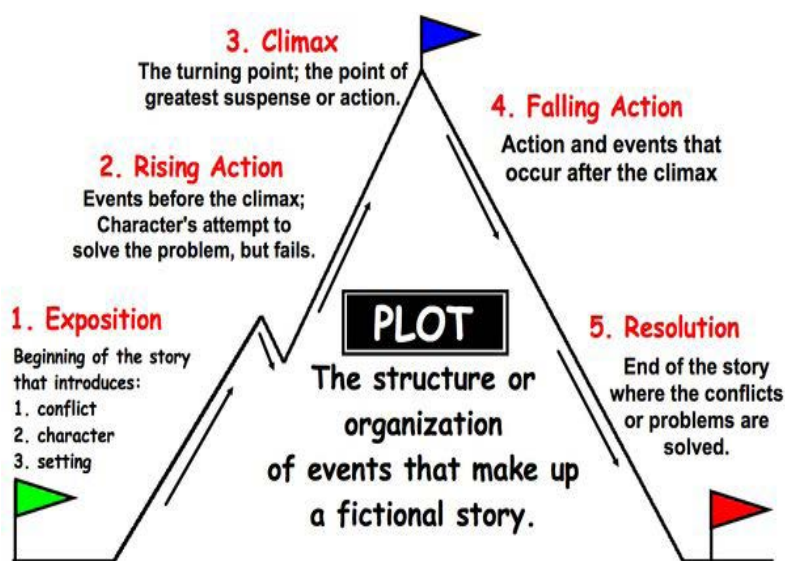 3. Climax
The turning point; the point of
greatest suspense or action.
4. Falling Action
Action and events that
occur after the climax
2. Rising Action
Events before the climax;
Character's attempt to
solve the problem, but fails.
1. Exposition
Beginning of the story
that introduces:
1. conflict
2. character
3. setting
PLOT
The structure or
organization
of events that make up
a fictional story.
5. Resolution
End of the story
where the conflicts
or problems are
solved.